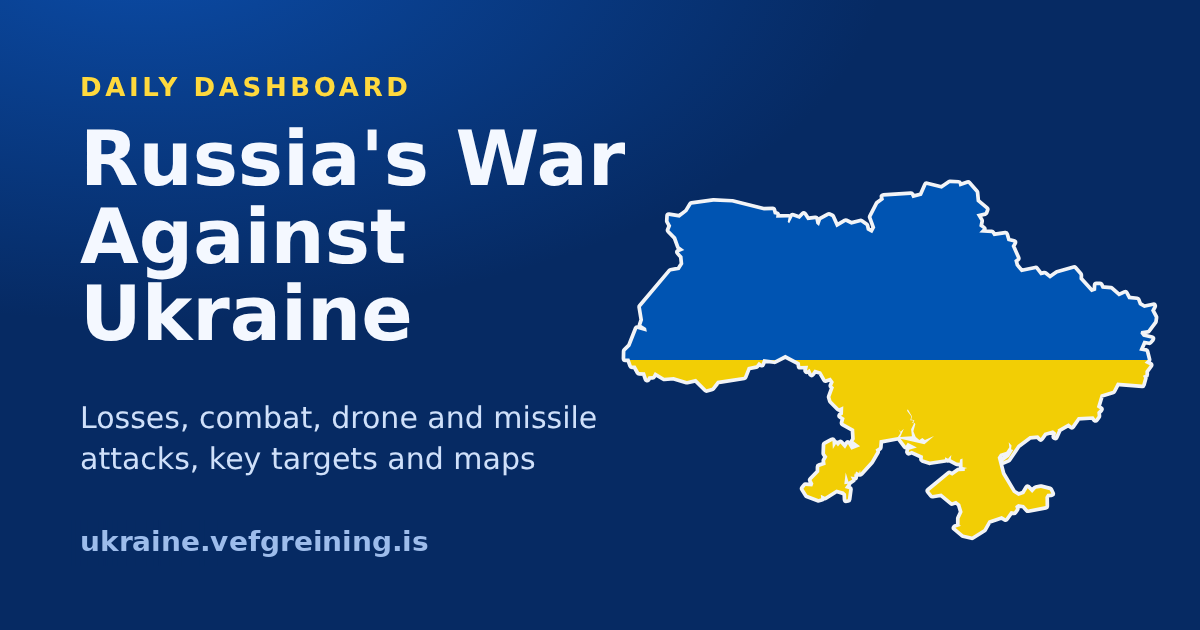 DAILY DASHBOARD
Russia's War
Against
Ukraine
Losses, combat, drone and missile
attacks, key targets and maps
ukraine.vefgreining.is